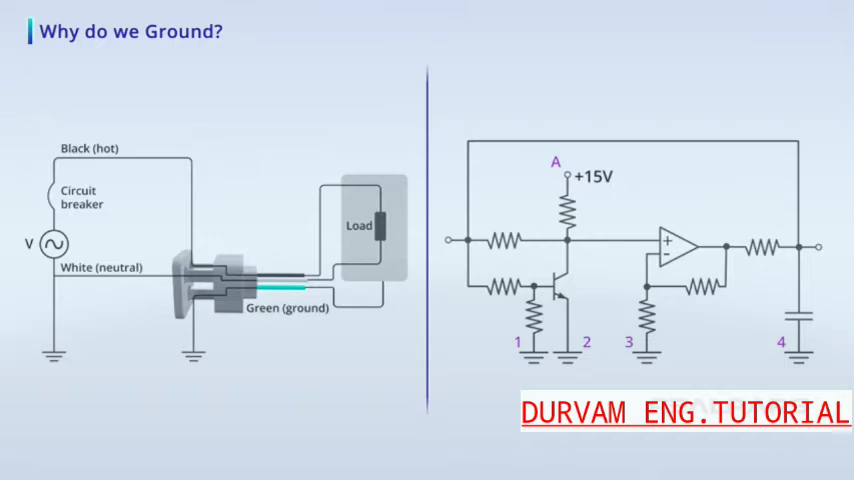 Why do we Ground?
Black (hot)
Circuit
breaker
V
White (neutral)
Load
Green (ground)
A
+15V
+
-
1
2
3
4
DURVAM ENG.TUTORIAL